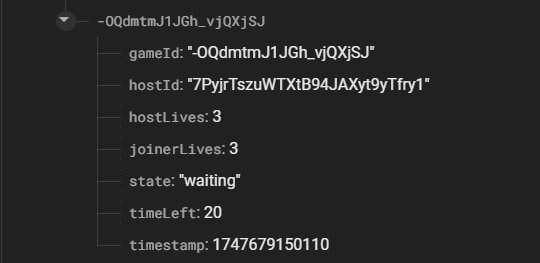 -OQdmtmJ1JGh_vjQXjSJ
gameId: "-OQdmtmJ1JGh_vjQXjSJ"
hostId: "7PyjrTszuWTXtB94JAXyt9yTfry1"
hostLives: 3
joinerLives: 3
state: "waiting"
timeLeft: 20
timestamp: 1747679150110